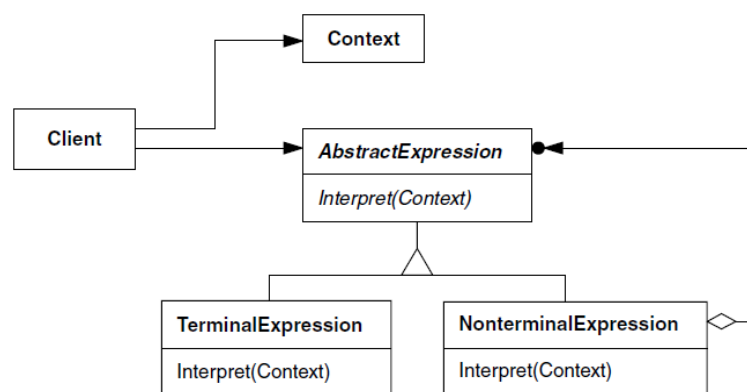 Context
Client
AbstractExpression
Interpret(Context)
TerminalExpression
Interpret(Context)
NonterminalExpression
Interpret(Context)